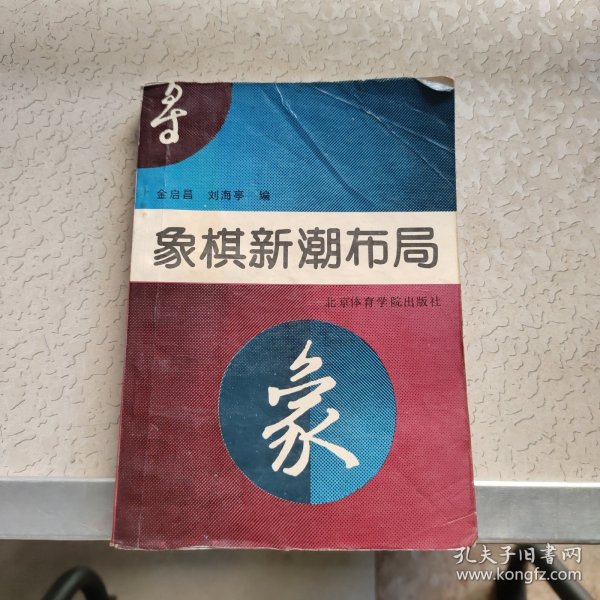 金启昌 刘海亭 编
象棋新潮布局
北京体育学院出版社
象
孔夫子旧书网
www.kongfz.com